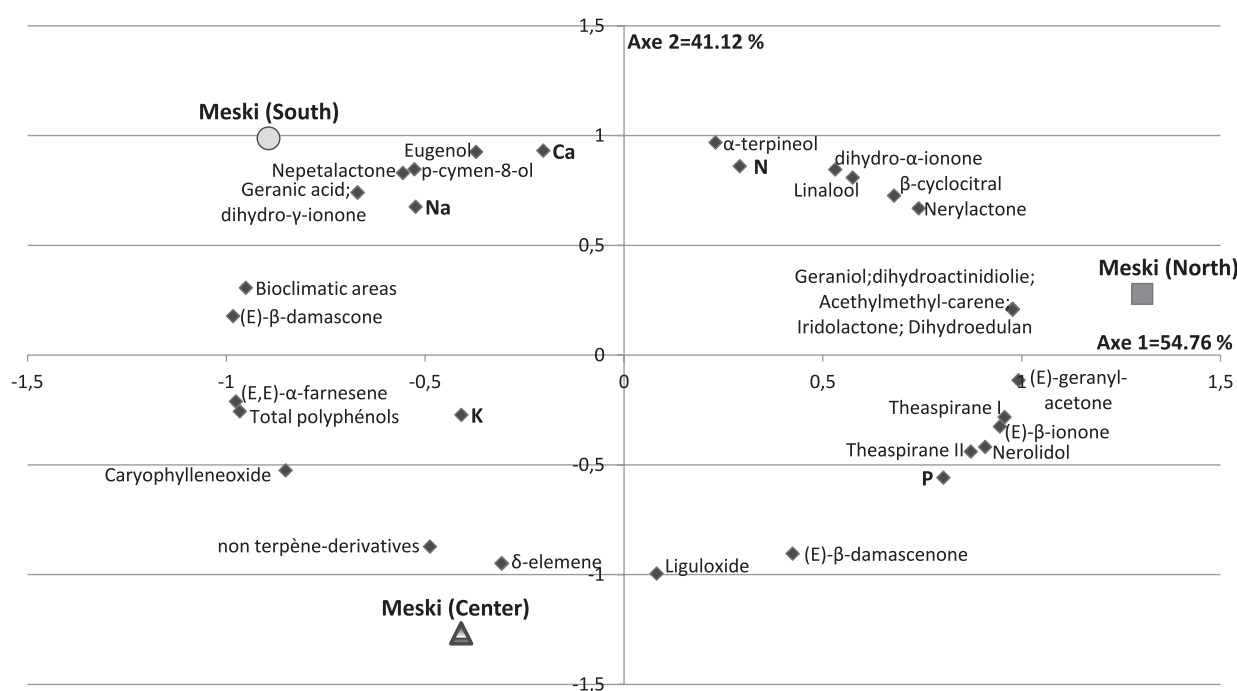 1,5
Axe 2=41.12 %
Meski (South)
1
α-terpineol
Eugenol
Ca
dihydro-α-ionone
N
Nepetalactone
p-cymen-8-ol
Linalool
β-cyclocitral
Geranic acid;
dihydro-γ-ionone
Na
Nerylactone
0,5
Meski (North)
Geraniol;dihydroactinidiolie;
Acethylmethyl-carene;
Iridolactone; Dihydroedulan
Bioclimatic areas
(E)-β-damascone
Axe 1=54.76 %
0
-1,5 -1 -0,5 0 0,5 1 1,5
(E)-geranyl-
acetone
(E,E)-α-farnesene
Total polyphénols
K
Theaspirane I
(E)-β-ionone
Theaspirane II
Nerolidol
-0,5
Caryophylleneoxide
P
non terpène-derivatives
δ-elemene
(E)-β-damascenone
Liguloxide
-1
Meski (Center)
-1,5